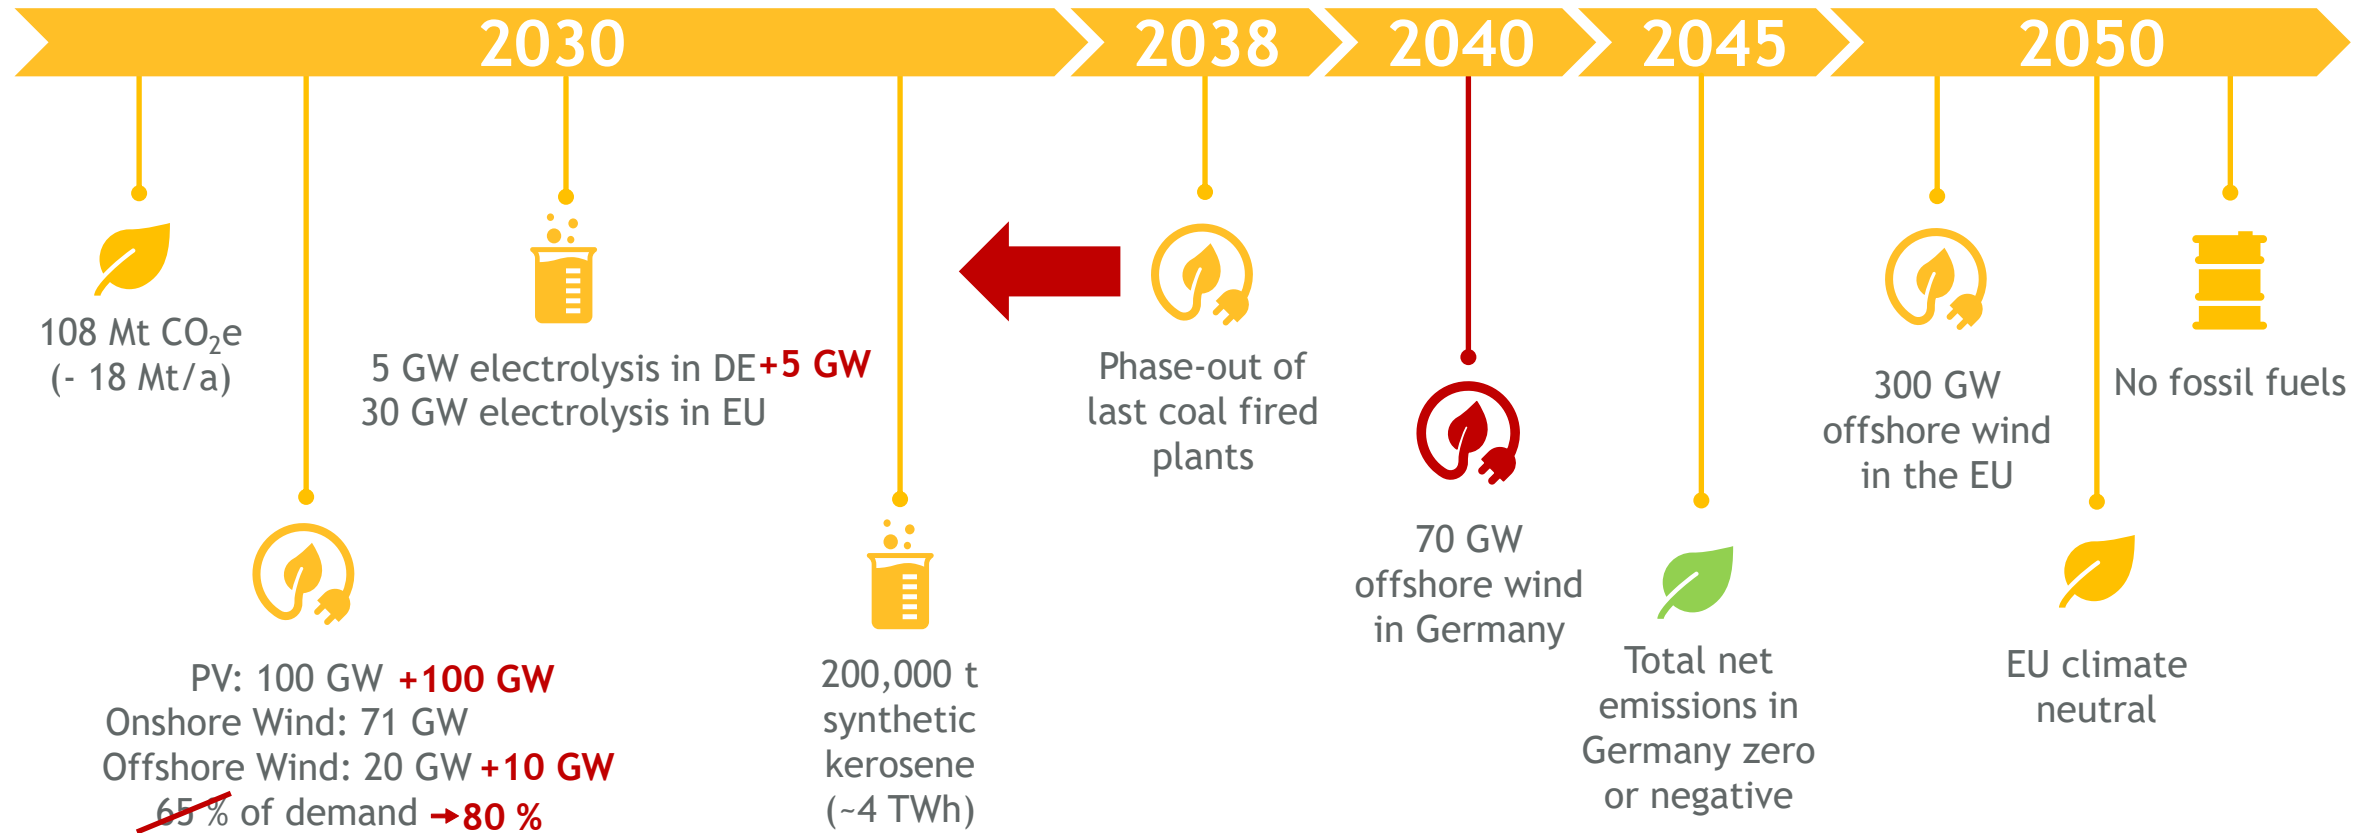 2030
2038
2040
2045
2050
108 Mt CO₂e
(- 18 Mt/a)
PV: 100 GW +100 GW
Onshore Wind: 71 GW
Offshore Wind: 20 GW +10 GW
65 % of demand → 80 %
5 GW electrolysis in DE +5 GW
30 GW electrolysis in EU
200,000 t
synthetic
kerosene
(~4 TWh)
Phase-out of
last coal fired
plants
70 GW
offshore wind
in Germany
Total net
emissions in
Germany zero
or negative
300 GW
offshore wind
in the EU
EU climate
neutral
No fossil fuels